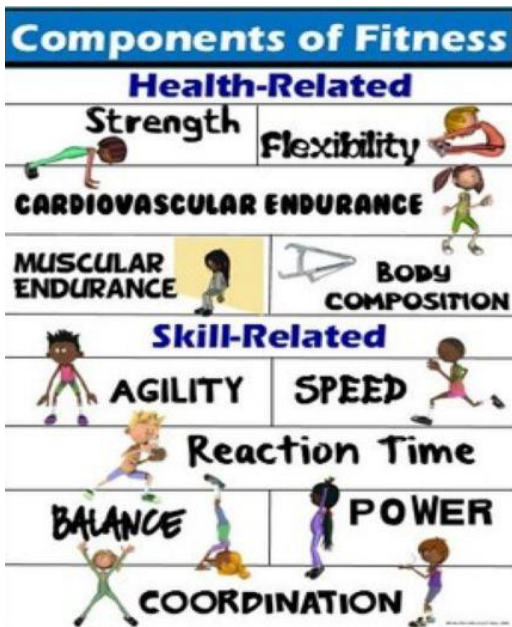 Components of Fitness
Health-Related
Strength
Flexibility
CARDIOVASCULAR ENDURANCE
MUSCULAR
ENDURANCE
BODY
COMPOSITION
Skill-Related
AGILITY
SPEED
Reaction Time
BALANCE
POWER
COORDINATION